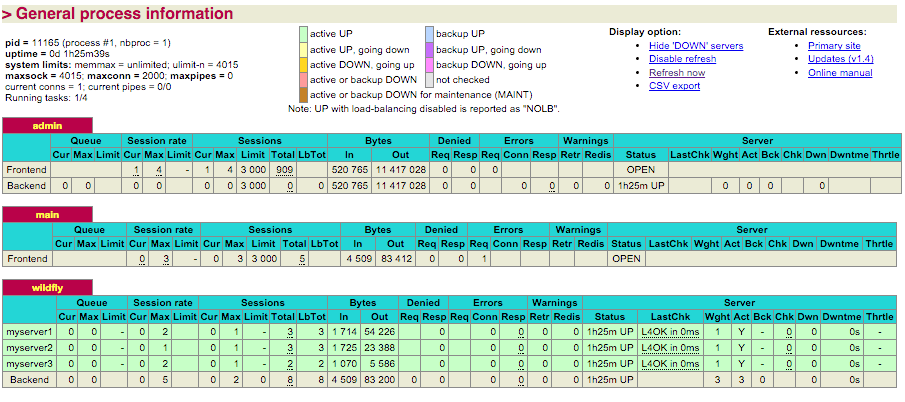 > General process information
pid = 11165 (process #1, nbproc = 1)
uptime = 0d 1h25m39s
system limits: memmax = unlimited; ulimit-n = 4015
maxsock = 4015; maxconn = 2000; maxpipes = 0
current conns = 1; current pipes = 0/0
Running tasks: 1/4
active UP backup UP
active UP, going down backup UP, going down
active DOWN, going up backup DOWN, going up
active or backup DOWN not checked
active or backup DOWN for maintenance (MAINT)
Note: UP with load-balancing disabled is reported as "NOLB".
Display option:
• Hide 'DOWN' servers
• Disable refresh
• Refresh now
• CSV export
External ressources:
• Primary site
• Updates (v1.4)
• Online manual
admin
Queue Session rate Sessions Bytes Denied Errors Warnings Server
Cur Max Limit Cur Max Limit Cur Max Limit Total LbTot In Out Req Resp Req Conn Resp Retr Redis Status LastChk Wght Act Bck Chk Dwn Dwntme Thrtle
Frontend 1 4 - 1 4 3 000 909 520 765 11 417 028 0 0 0 OPEN
Backend 0 0 0 0 0 0 3 000 0 0 520 765 11 417 028 0 0 0 0 0 0 1h25m UP 0 0 0 0
main
Queue Session rate Sessions Bytes Denied Errors Warnings Server
Cur Max Limit Cur Max Limit Cur Max Limit Total LbTot In Out Req Resp Req Conn Resp Retr Redis Status LastChk Wght Act Bck Chk Dwn Dwntme Thrtle
Frontend 0 3 - 0 3 3 000 5 4 509 83 412 0 0 1 OPEN
wildfly
Queue Session rate Sessions Bytes Denied Errors Warnings Server
Cur Max Limit Cur Max Limit Cur Max Limit Total LbTot In Out Req Resp Req Conn Resp Retr Redis Status LastChk Wght Act Bck Chk Dwn Dwntme Thrtle
myserver1 0 0 - 0 2 0 1 - 3 3 1 714 54 226 0 0 0 0 0 1h25m UP L4OK in 0ms 1 Y - 0 0 0s -
myserver2 0 0 - 0 1 0 1 - 3 3 1 725 23 388 0 0 0 0 0 1h25m UP L4OK in 0ms 1 Y - 0 0 0s -
myserver3 0 0 - 0 2 0 1 - 2 2 1 070 5 586 0 0 0 0 0 1h25m UP L4OK in 0ms 1 Y - 0 0 0s -
Backend 0 0 0 5 0 2 0 8 8 4 509 83 200 0 0 0 0 0 0 1h25m UP 3 3 0 0 0s